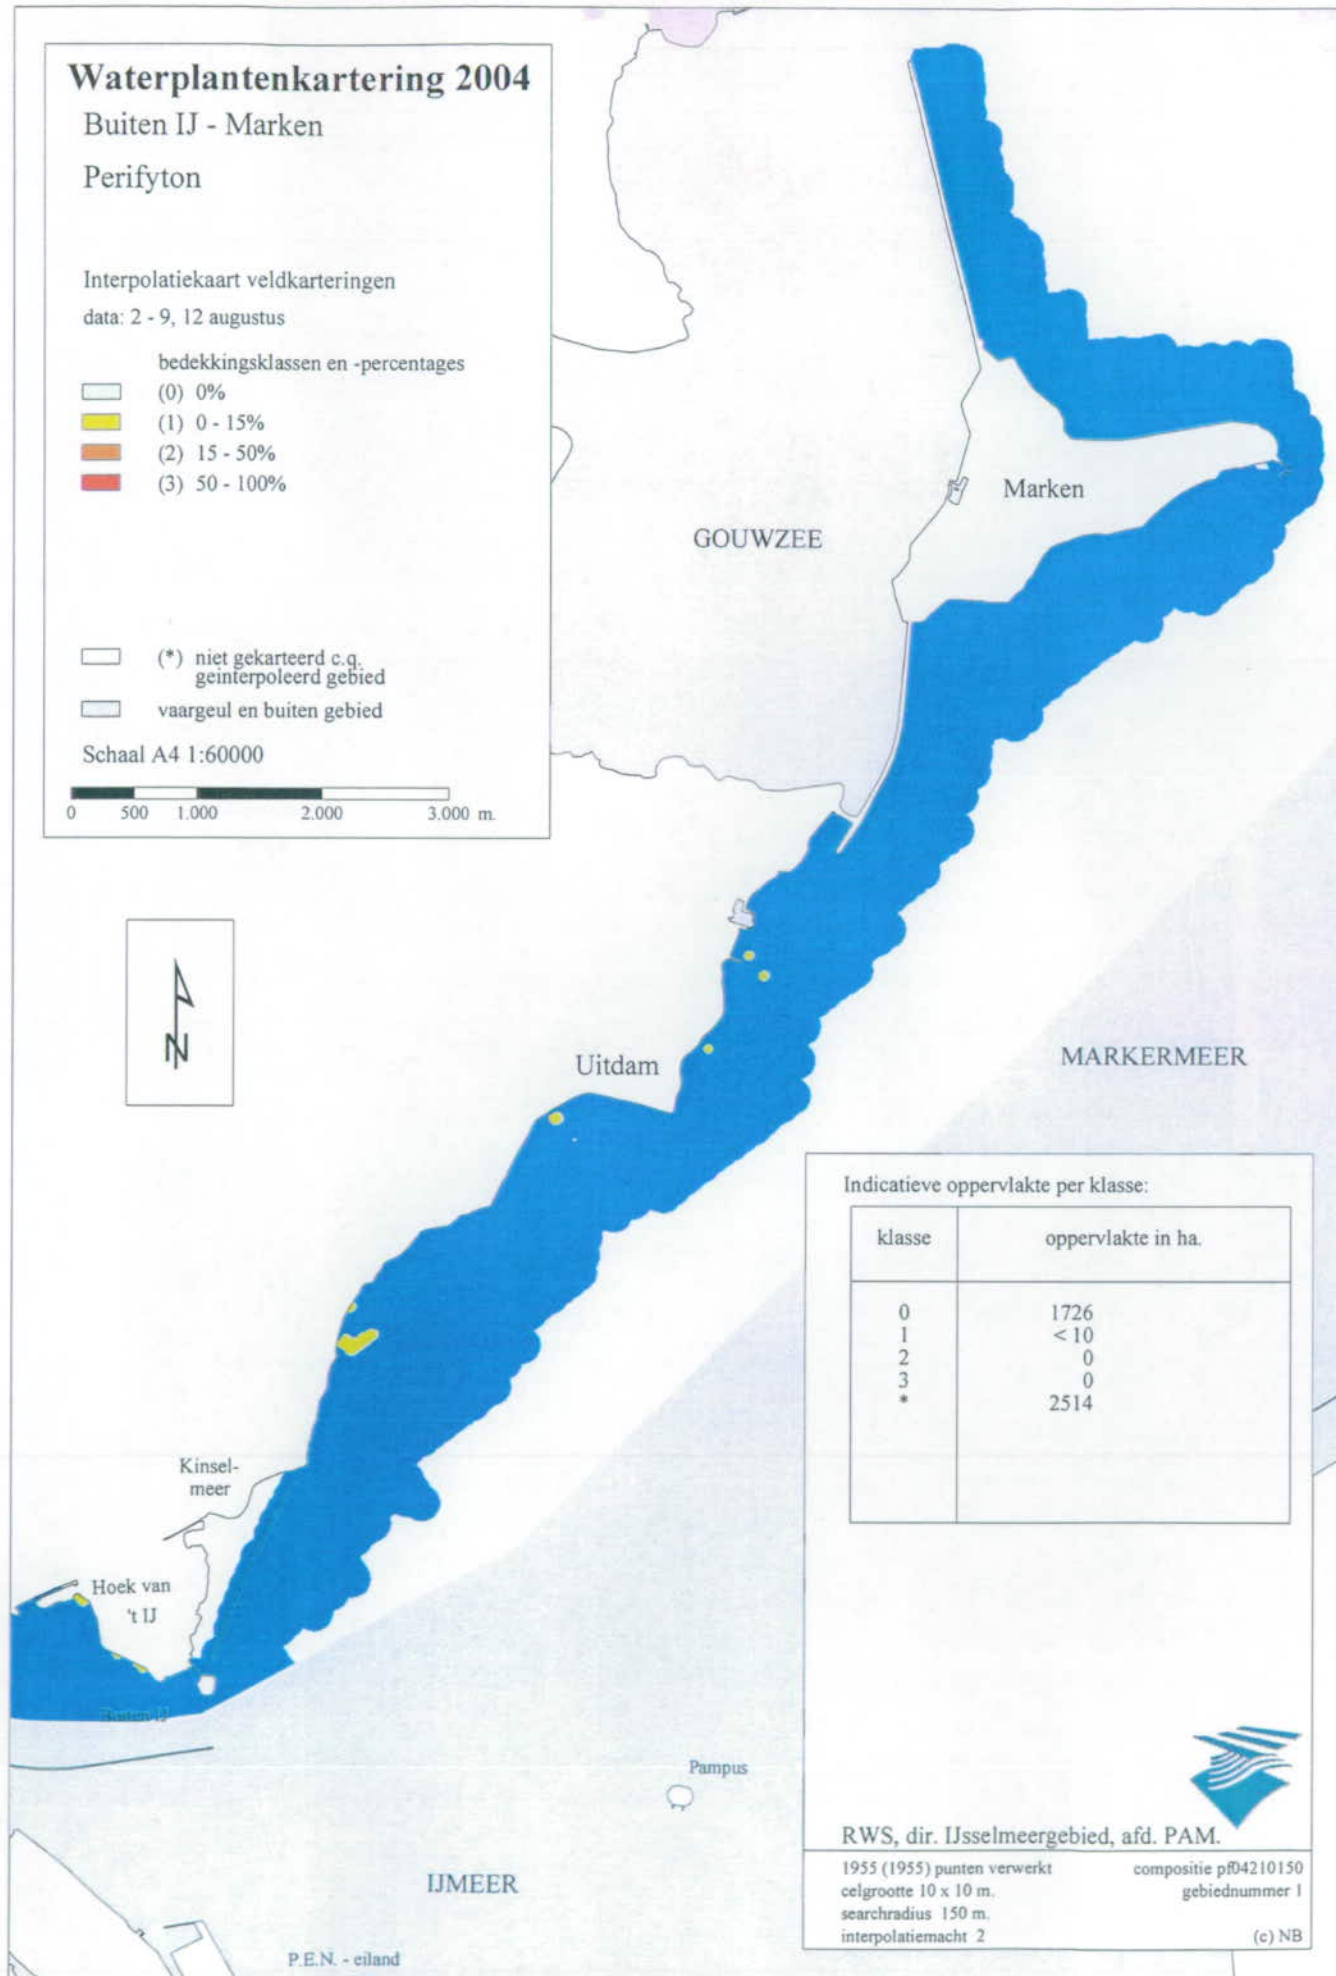 Waterplantenkartering 2004
Buiten IJ - Marken
Perifyton
Interpolatiekaart veldkarteringen
data: 2 - 9, 12 augustus
bedekkingsklassen en -percentages
(0) 0%
(1) 0 - 15%
(2) 15 - 50%
(3) 50 - 100%
(*) niet gekarteerd c.q.
geinterpoleerd gebied
vaargeul en buiten gebied
Schaal A4 1:60000
0 500 1.000 2.000 3.000 m.
N
Marken
GOUWZEE
Uitdam
MARKERMEER
Kinsel-
meer
Hoek van
't IJ
Buiten IJ
Pampus
IJMEER
P.E.N. - eiland
Indicatieve oppervlakte per klasse:
klasse oppervlakte in ha.
0 1726
1 < 10
2 0
3 0
* 2514
RWS, dir. IJsselmeergebied, afd. PAM.
1955 (1955) punten verwerkt compositie pf04210150
celgrootte 10 x 10 m. gebiednummer 1
searchradius 150 m.
interpolatiemacht 2 (c) NB